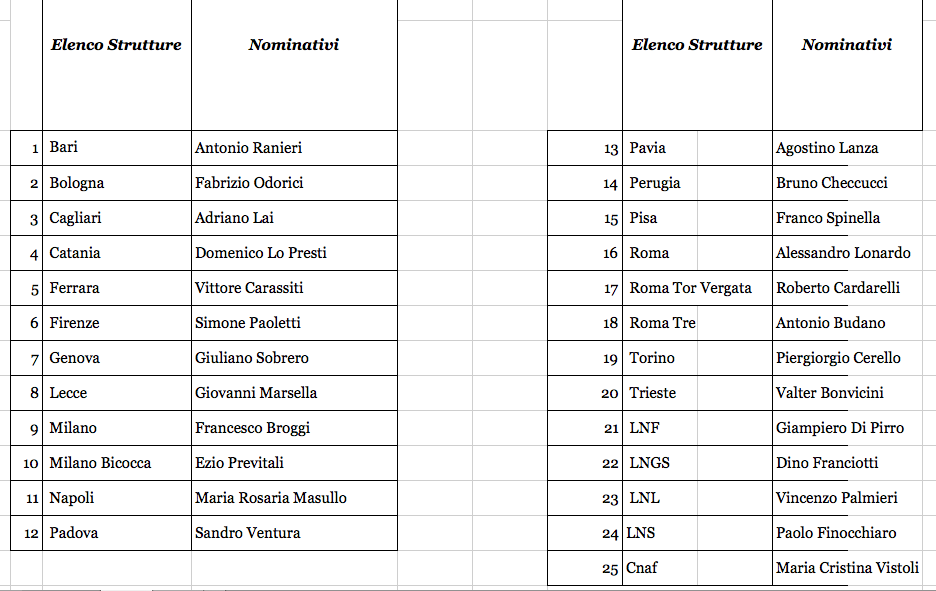 Elenco Strutture Nominativi
1 Bari Antonio Ranieri
2 Bologna Fabrizio Odorici
3 Cagliari Adriano Lai
4 Catania Domenico Lo Presti
5 Ferrara Vittore Carassiti
6 Firenze Simone Paoletti
7 Genova Giuliano Sobrero
8 Lecce Giovanni Marsella
9 Milano Francesco Broggi
10 Milano Bicocca Ezio Previtali
11 Napoli Maria Rosaria Masullo
12 Padova Sandro Ventura
Elenco Strutture Nominativi
13 Pavia Agostino Lanza
14 Perugia Bruno Checcucci
15 Pisa Franco Spinella
16 Roma Alessandro Lonardo
17 Roma Tor Vergata Roberto Cardarelli
18 Roma Tre Antonio Budano
19 Torino Piergiorgio Cerello
20 Trieste Valter Bonvicini
21 LNF Giampiero Di Pirro
22 LNGS Dino Franciotti
23 LNL Vincenzo Palmieri
24 LNS Paolo Finocchiaro
25 Cnaf Maria Cristina Vistoli